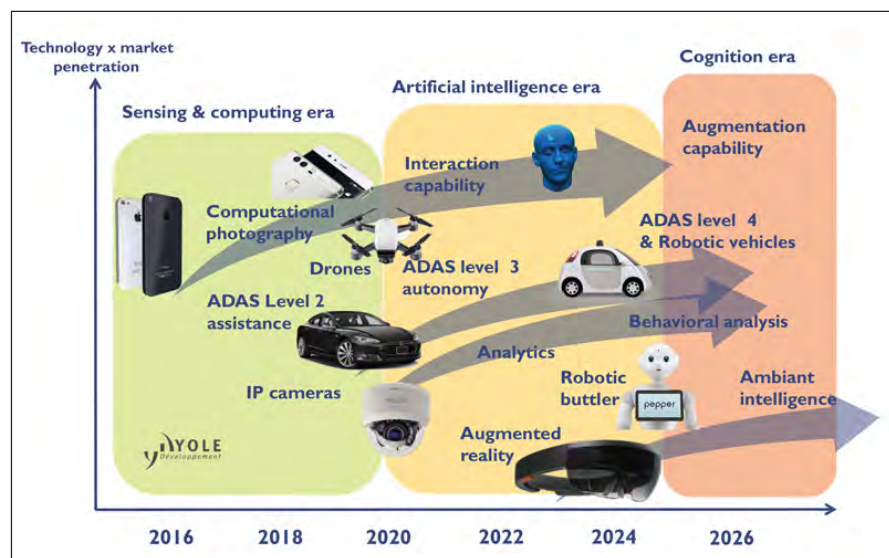 Technology x market
penetration
Cognition era
Artificial intelligence era
Sensing & computing era
Augmentation
capability
Interaction
capability
Computational
photography
ADAS level 4
& Robotic vehicles
Drones
ADAS level 3
autonomy
ADAS Level 2
assistance
Behavioral analysis
Analytics
IP cameras
Robotic
buttler
Ambiant
intelligence
pepper
Augmented
reality
YOLE
Développement
2016
2018
2020
2022
2024
2026